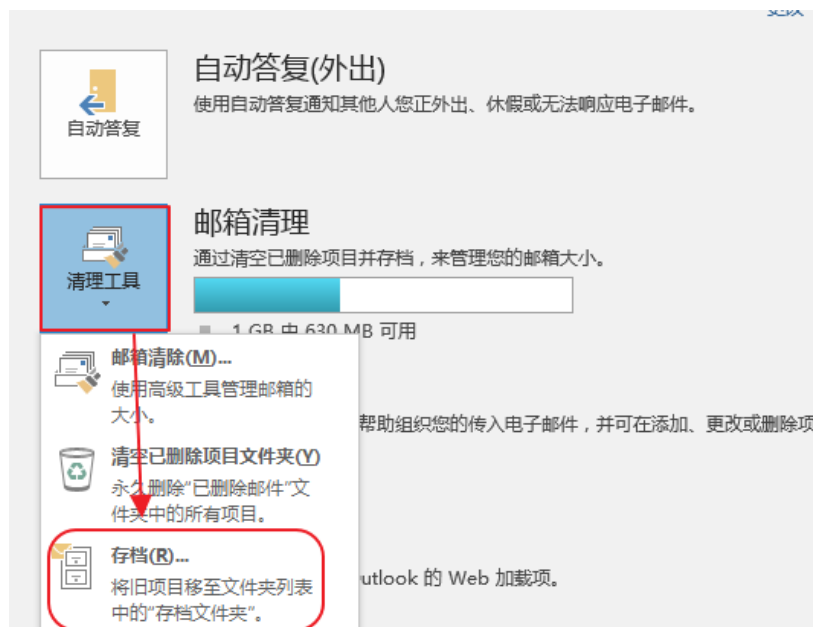 更改
自动答复(外出)
使用自动答复通知其他人您正外出、休假或无法响应电子邮件。
自动答复
邮箱清理
通过清空已删除项目并存档，来管理您的邮箱大小。
清理工具
1 GB 中 630 MB 可用
邮箱清除(M)...
使用高级工具管理邮箱的
大小。
帮助组织您的传入电子邮件，并可在添加、更改或删除项
清空已删除项目文件夹(Y)
永久删除“已删除邮件”文
件夹中的所有项目。
存档(R)...
将旧项目移至文件夹列表
中的“存档文件夹”。
utlook 的 Web 加载项。